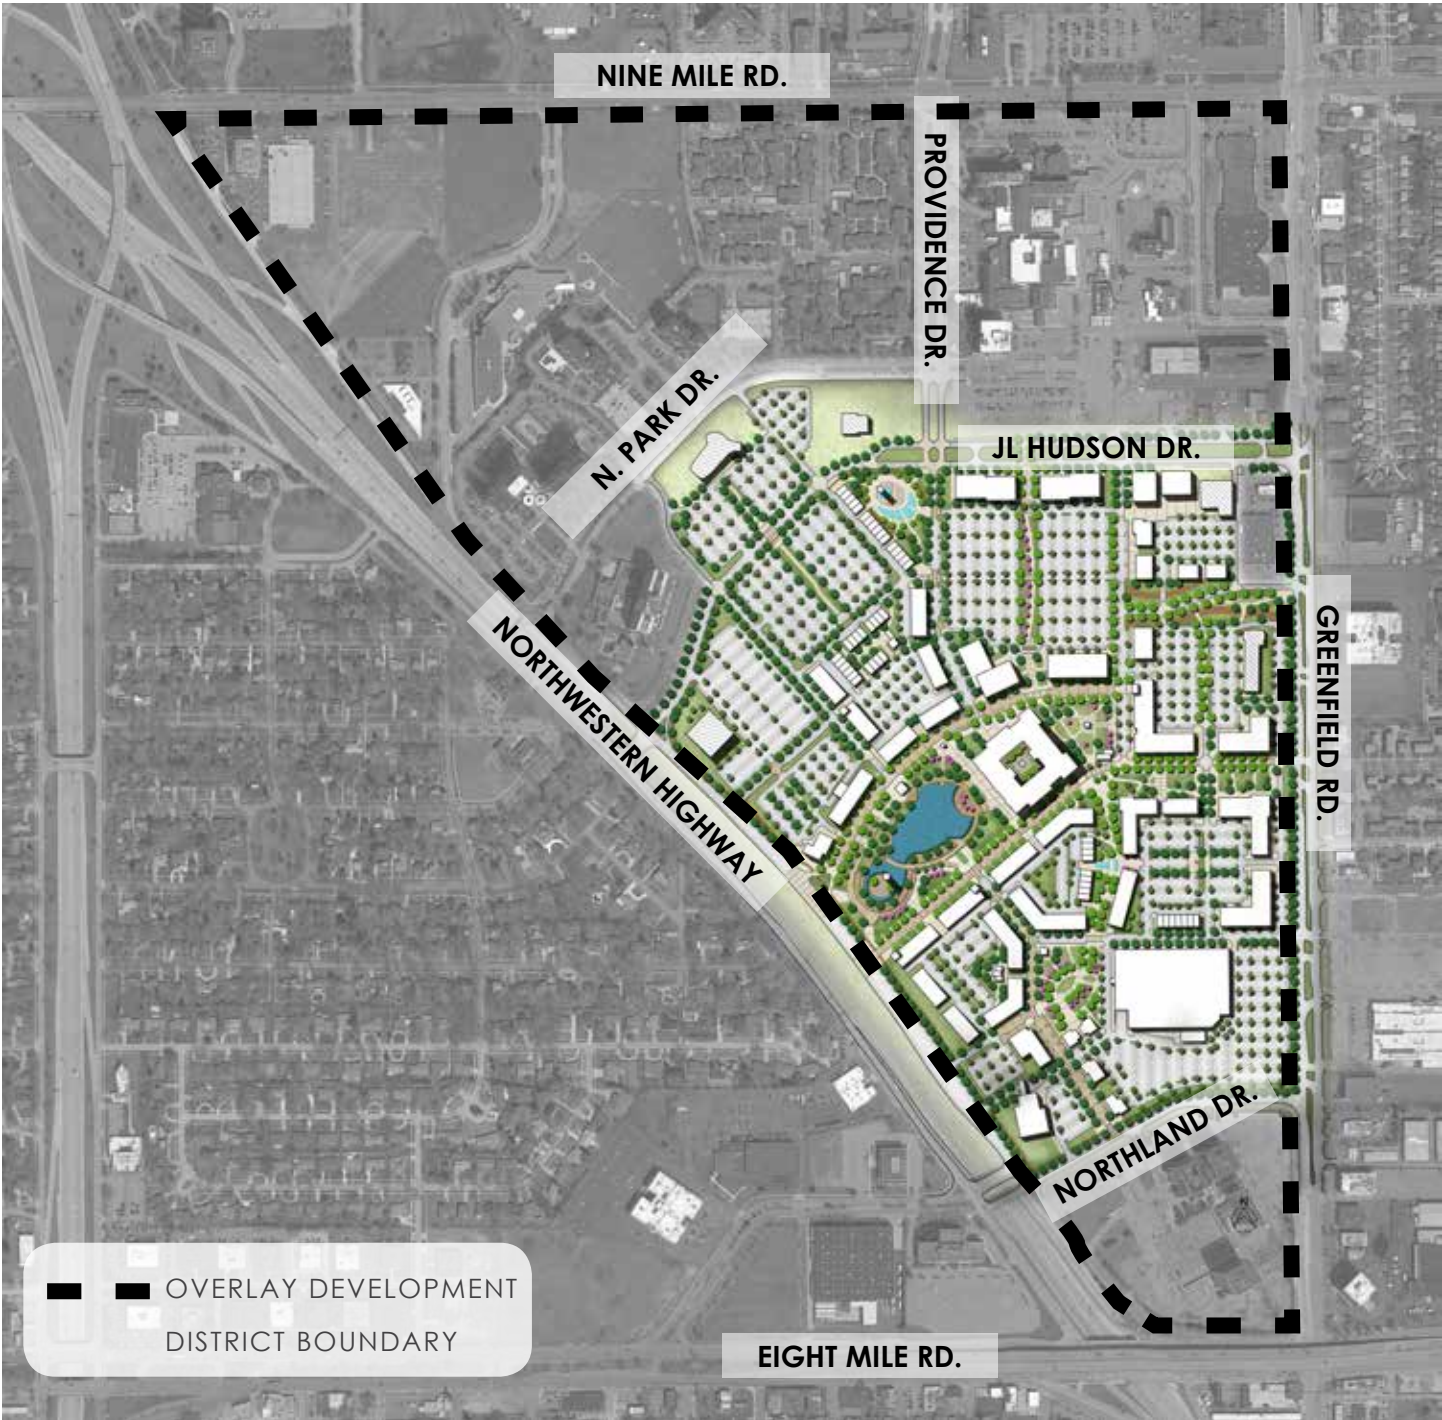 NINE MILE RD.
PROVIDENCE DR.
N. PARK DR.
JL HUDSON DR.
NORTHWESTERN HIGHWAY
GREENFIELD RD.
NORTHLAND DR.
OVERLAY DEVELOPMENT
DISTRICT BOUNDARY
EIGHT MILE RD.